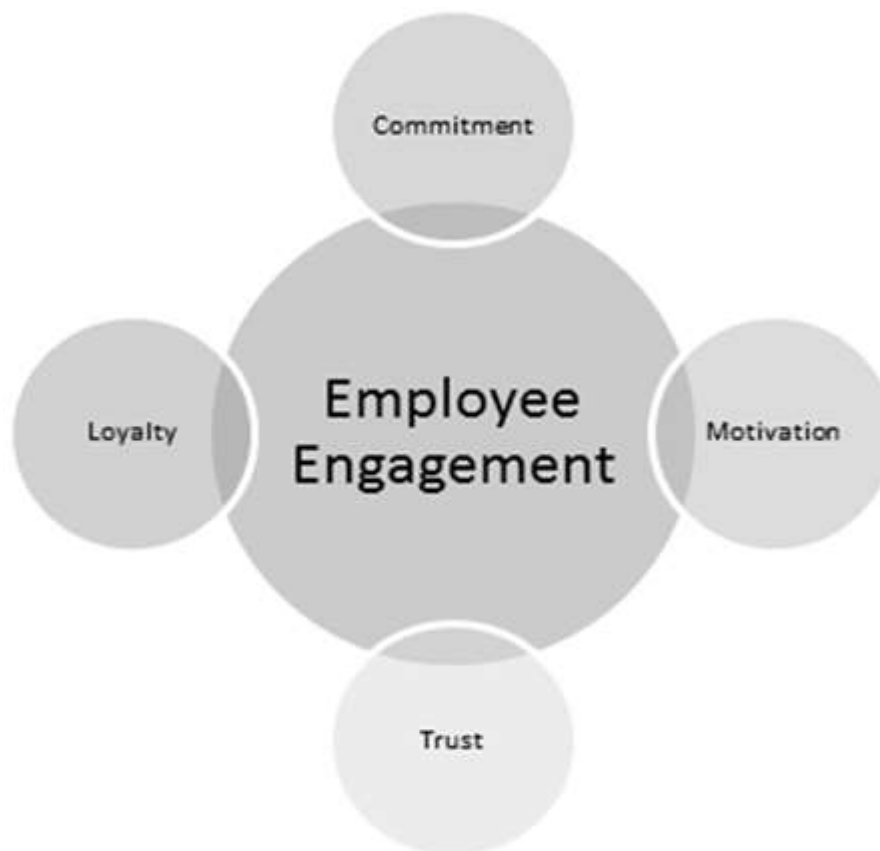 Commitment
Employee
Engagement
Loyalty
Motivation
Trust